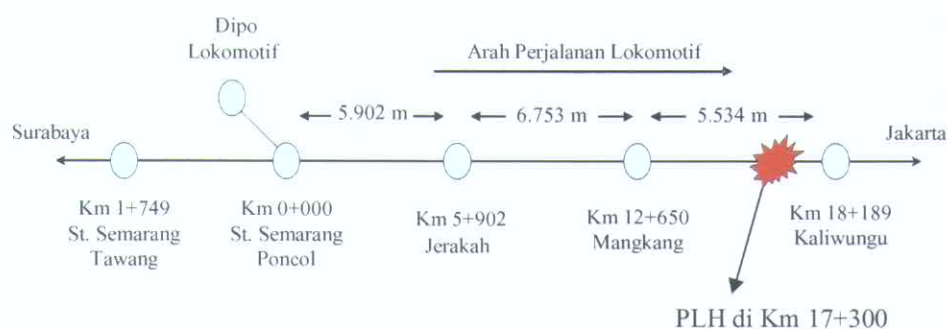 Dipo
Lokomotif
Arah Perjalanan Lokomotif
5.902 m
6.753 m
5.534 m
Surabaya
Jakarta
Km 1+749
St. Semarang
Tawang
Km 0+000
St. Semarang
Poncol
Km 5+902
Jerakah
Km 12+650
Mangkang
Km 18+189
Kaliwungu
PLH di Km 17+300